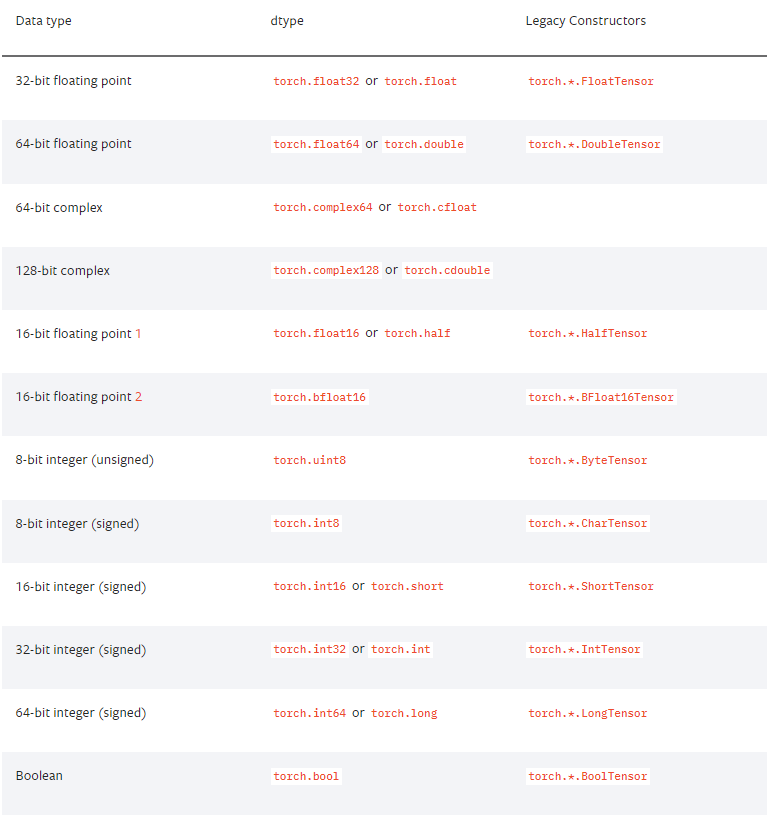 Data type dtype Legacy Constructors
32-bit floating point torch.float32 or torch.float torch.*.FloatTensor
64-bit floating point torch.float64 or torch.double torch.*.DoubleTensor
64-bit complex torch.complex64 or torch.cfloat
128-bit complex torch.complex128 or torch.cdouble
16-bit floating point 1 torch.float16 or torch.half torch.*.HalfTensor
16-bit floating point 2 torch.bfloat16 torch.*.BFloat16Tensor
8-bit integer (unsigned) torch.uint8 torch.*.ByteTensor
8-bit integer (signed) torch.int8 torch.*.CharTensor
16-bit integer (signed) torch.int16 or torch.short torch.*.ShortTensor
32-bit integer (signed) torch.int32 or torch.int torch.*.IntTensor
64-bit integer (signed) torch.int64 or torch.long torch.*.LongTensor
Boolean torch.bool torch.*.BoolTensor